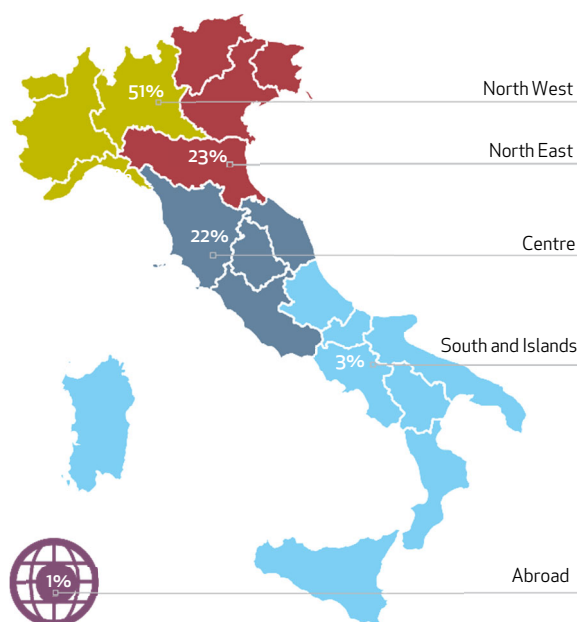 51% North West
23% North East
22% Centre
3% South and Islands
1% Abroad